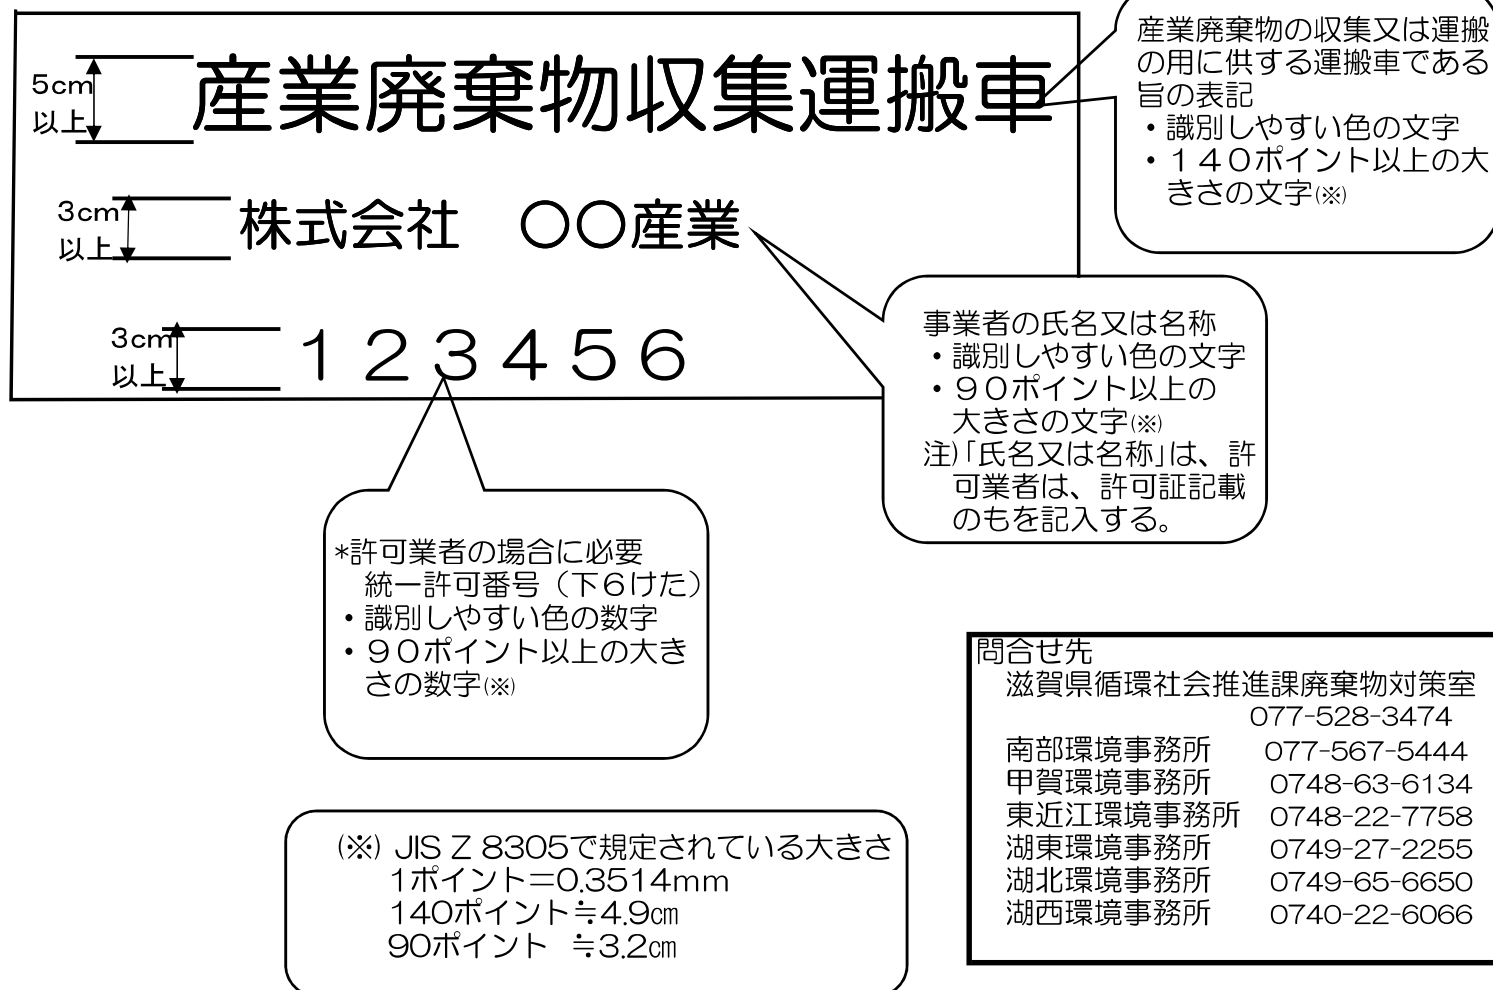 5cm
以上
産業廃棄物収集運搬車
3cm
以上
株式会社　○○産業
3cm
以上
１２３４５６
産業廃棄物の収集又は運搬
の用に供する運搬車である
旨の表記
・識別しやすい色の文字
・１４０ポイント以上の大
きさの文字(※)
事業者の氏名又は名称
・識別しやすい色の文字
・９０ポイント以上の
大きさの文字(※)
注)「氏名又は名称」は、許
可業者は、許可証記載
のもを記入する。
*許可業者の場合に必要
統一許可番号（下６けた）
・識別しやすい色の数字
・９０ポイント以上の大き
さの数字(※)
(※) JIS Z 8305で規定されている大きさ
1ポイント＝0.3514mm
140ポイント≒4.9㎝
90ポイント ≒3.2㎝
問合せ先
滋賀県循環社会推進課廃棄物対策室
077-528-3474
南部環境事務所　077-567-5444
甲賀環境事務所　0748-63-6134
東近江環境事務所　0748-22-7758
湖東環境事務所　0749-27-2255
湖北環境事務所　0749-65-6650
湖西環境事務所　0740-22-6066